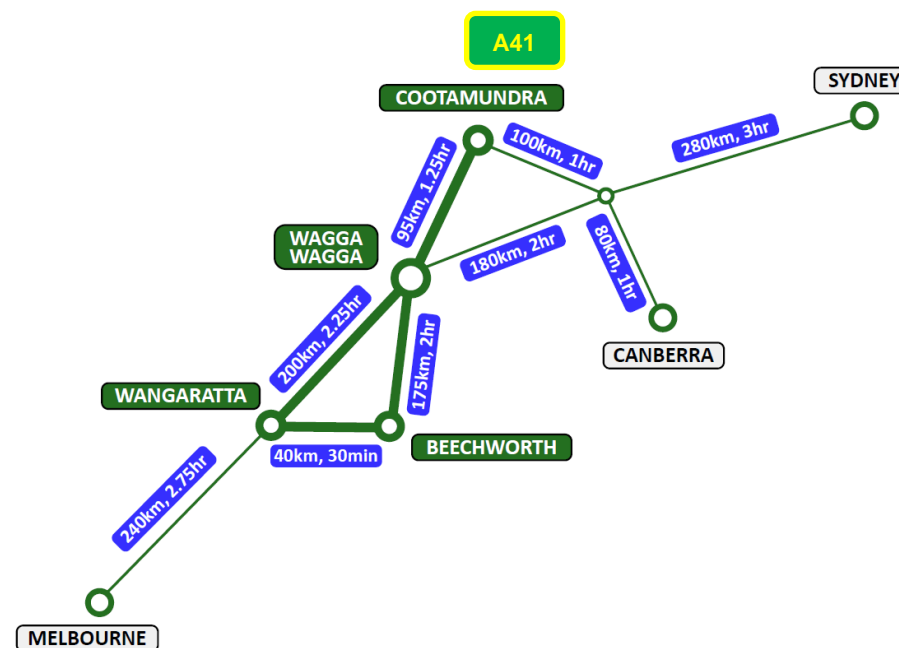 A41
SYDNEY
COOTAMUNDRA
100km, 1hr
280km, 3hr
95km, 1.25hr
WAGGA
WAGGA
180km, 2hr
80km, 1hr
200km, 2.25hr
175km, 2hr
CANBERRA
WANGARATTA
BEECHWORTH
40km, 30min
240km, 2.75hr
MELBOURNE